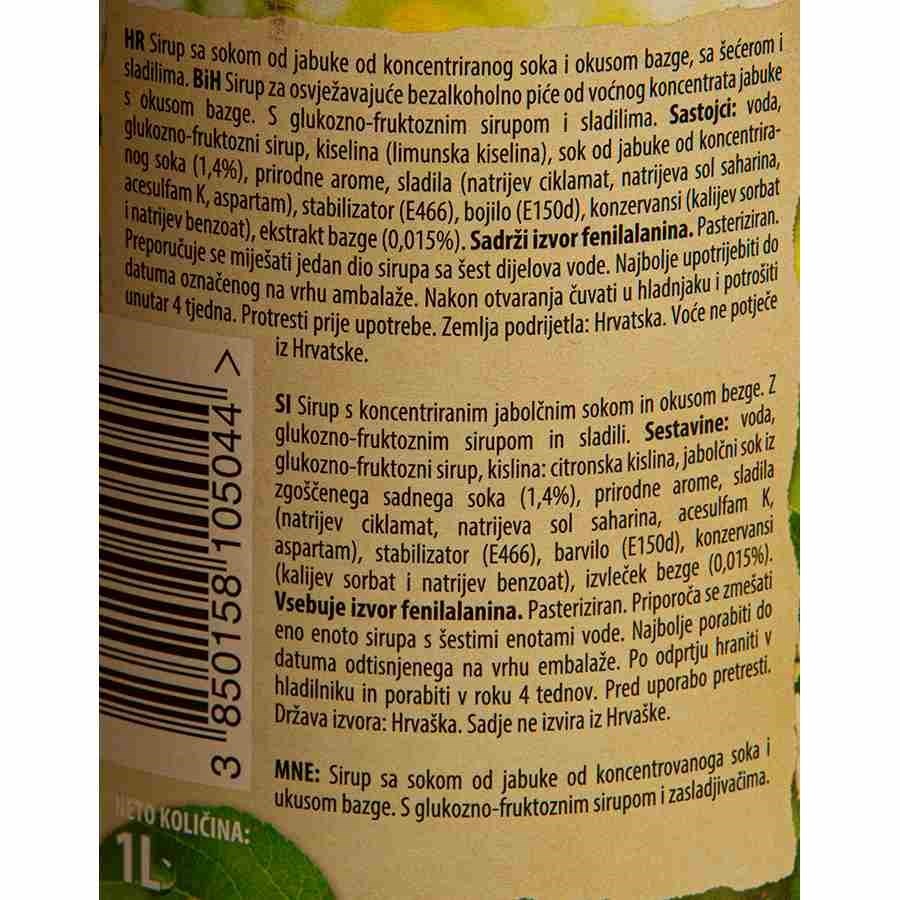 HR Sirup sa sokom od jabuke od koncentriranog soka i okusom bazge, sa šećerom i
sladilima. BiH Sirup za osvježavajuće bezalkoholno piće od voćnog koncentrata jabuke
s okusom bazge. S glukozno-fruktoznim sirupom i sladilima. Sastojci: voda,
glukozno-fruktozni sirup, kiselina (limunska kiselina), sok od jabuke od koncentrira-
nog soka (1,4%), prirodne arome, sladila (natrijev ciklamat, natrijeva sol saharina,
acesulfam K, aspartam), stabilizator (E466), bojilo (E150d), konzervansi (kalijev sorbat
i natrijev benzoat), ekstrakt bazge (0,015%). Sadrži izvor fenilalanina. Pasteriziran.
Preporučuje se miješati jedan dio sirupa sa šest dijelova vode. Najbolje upotrijebiti do
datuma označenog na vrhu ambalaže. Nakon otvaranja čuvati u hladnjaku i potrošiti
unutar 4 tjedna. Protresti prije upotrebe. Zemlja podrijetla: Hrvatska. Voće ne potječe
iz Hrvatske.
SI Sirup s koncentriranim jabolčnim sokom in okusom bezge. Z
glukozno-fruktoznim sirupom in sladili. Sestavine: voda,
glukozno-fruktozni sirup, kislina: citronska kislina, jabolčni sok iz
zgoščenega sadnega soka (1,4%), prirodne arome, sladila
(natrijev ciklamat, natrijeva sol saharina, acesulfam K,
aspartam), stabilizator (E466), barvilo (E150d), konzervansi
(kalijev sorbat i natrijev benzoat), izvleček bezge (0,015%).
Vsebuje izvor fenilalanina. Pasteriziran. Priporoča se zmešati
eno enoto sirupa s šestimi enotami vode. Najbolje porabiti do
datuma odtisnjenega na vrhu embalaže. Po odprtju hraniti v
hladilniku in porabiti v roku 4 tednov. Pred uporabo pretresti.
Država izvora: Hrvaška. Sadje ne izvira iz Hrvaške.
MNE: Sirup sa sokom od jabuke od koncentrovanoga soka i
ukusom bazge. S glukozno-fruktoznim sirupom i zasladjivačima.
3 850158 105044 >
NETO KOLIČINA:
1L